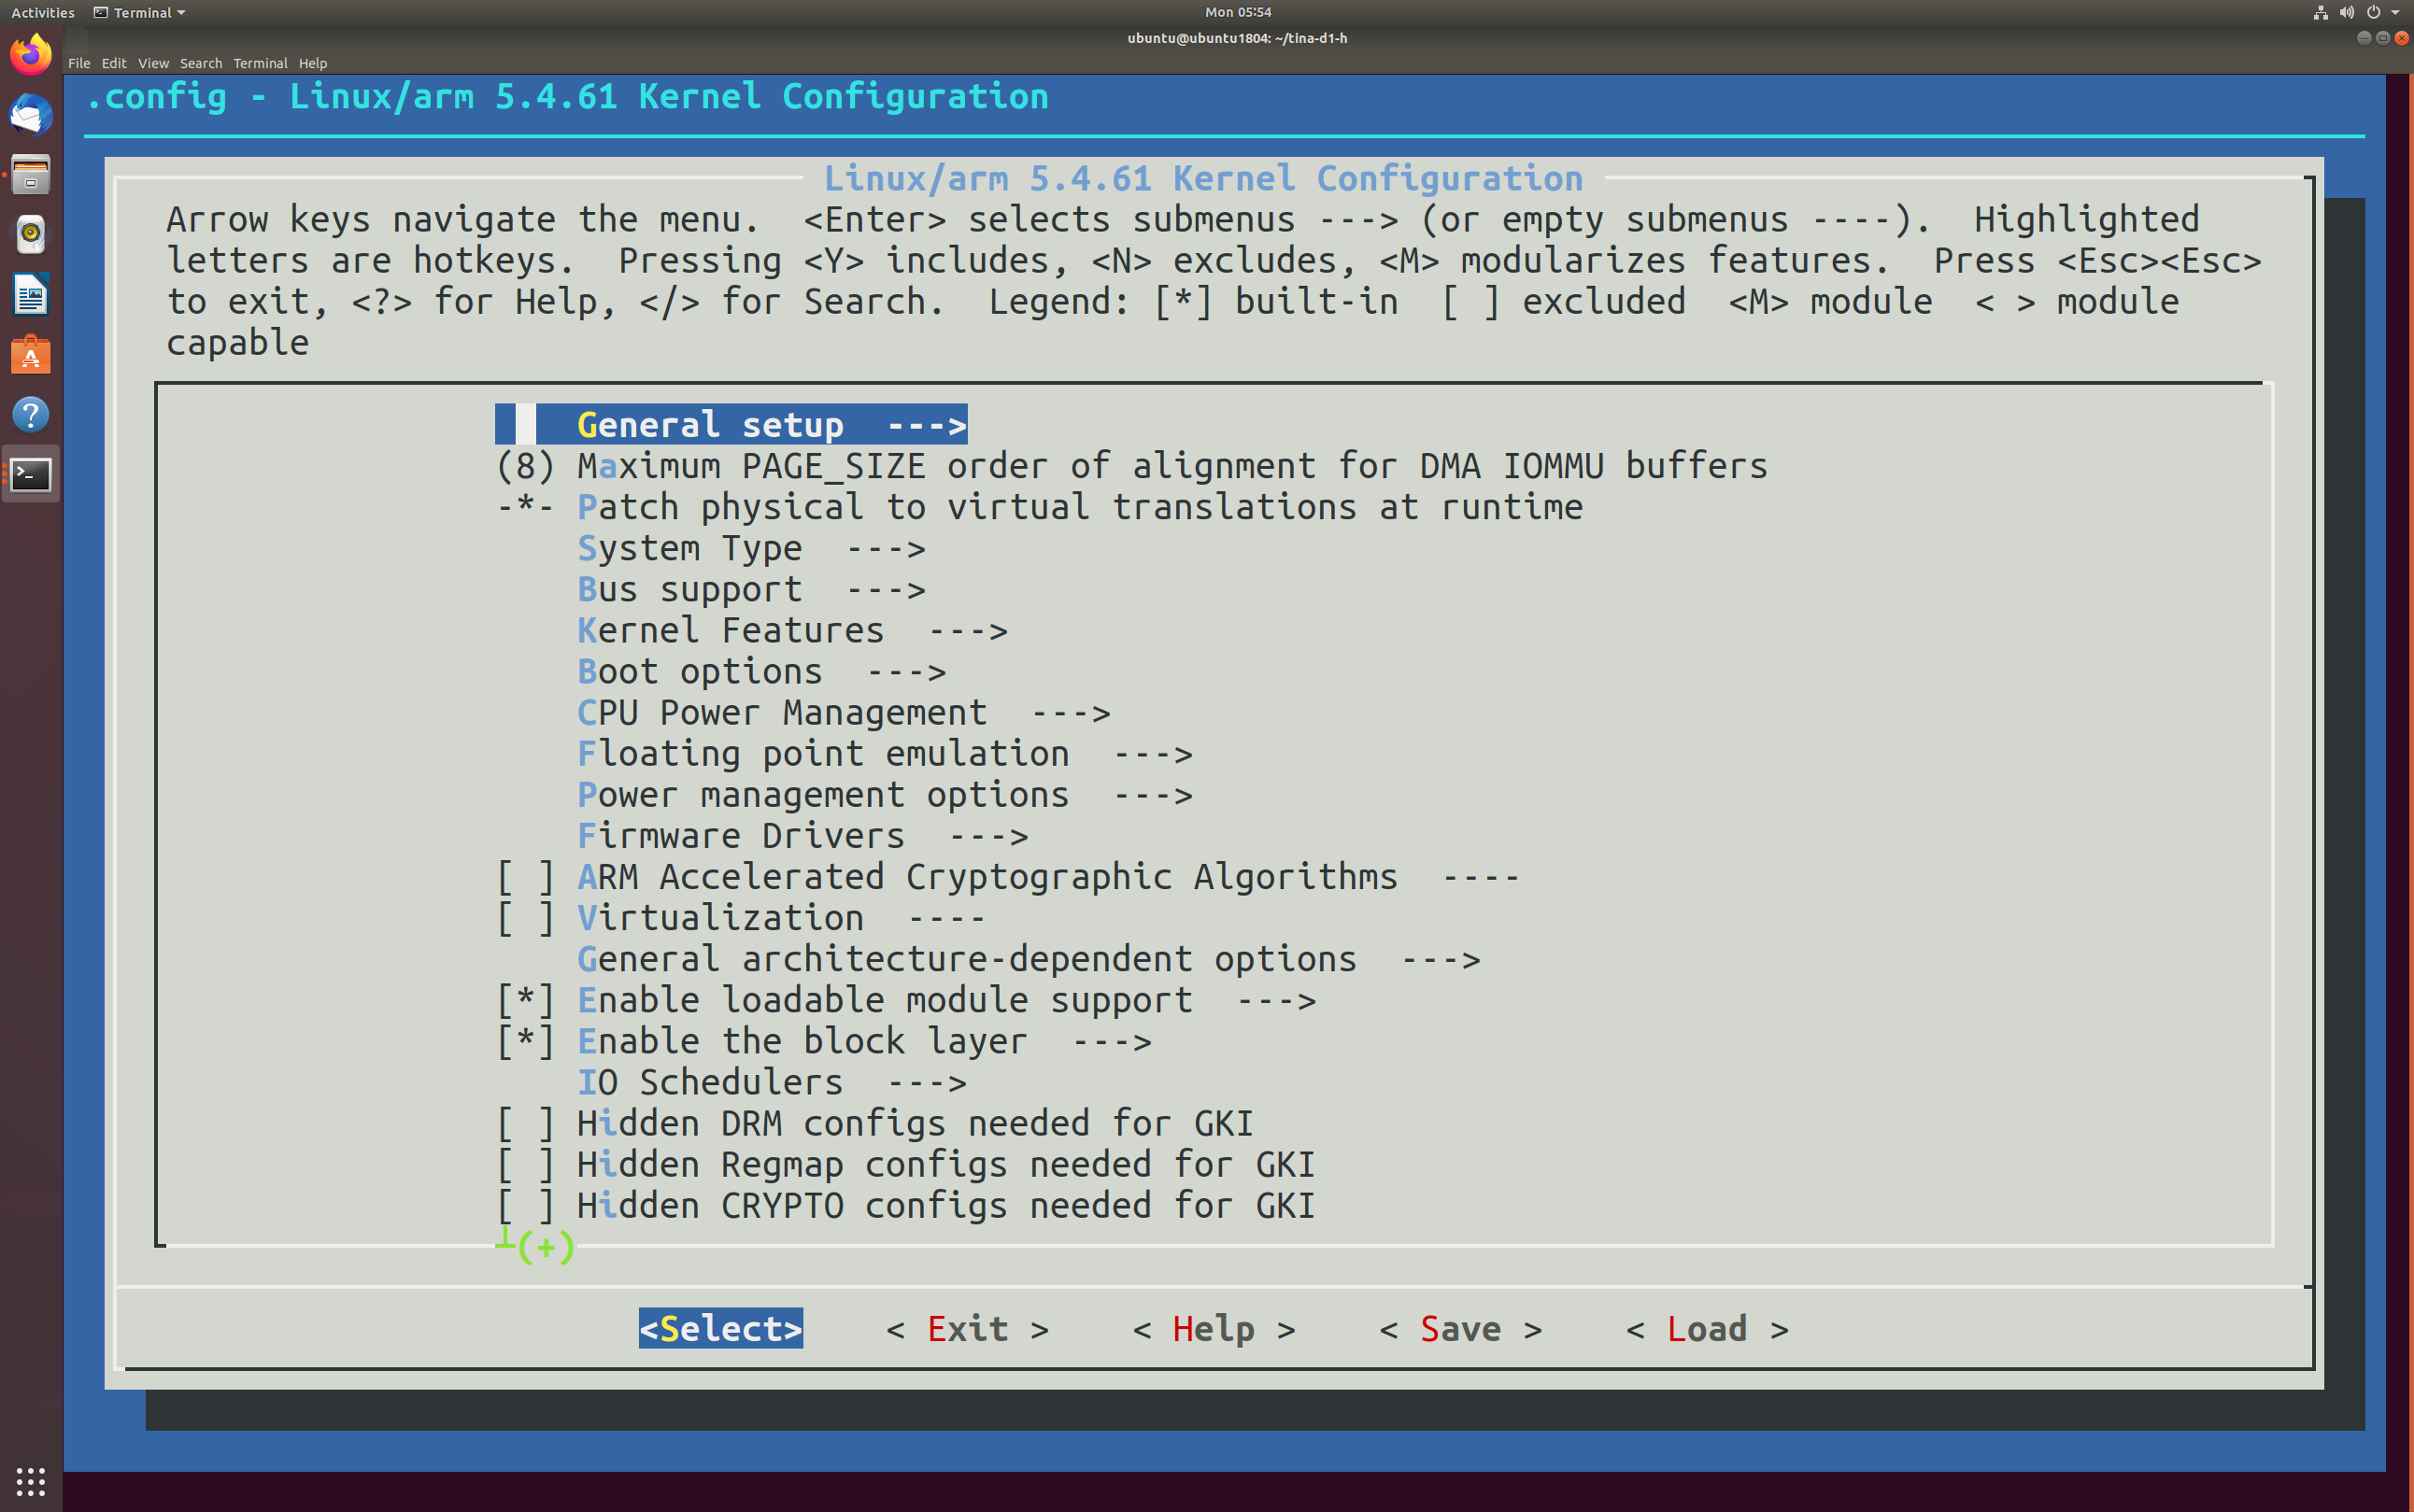 Activities Terminal Mon 05:54
ubuntu@ubuntu1804: ~/tina-d1-h
File Edit View Search Terminal Help
.config - Linux/arm 5.4.61 Kernel Configuration
Linux/arm 5.4.61 Kernel Configuration
Arrow keys navigate the menu.  <Enter> selects submenus ---> (or empty submenus ----).  Highlighted
letters are hotkeys.  Pressing <Y> includes, <N> excludes, <M> modularizes features.  Press <Esc><Esc>
to exit, <?> for Help, </> for Search.  Legend: [*] built-in  [ ] excluded  <M> module  < > module
capable
General setup  --->
(8) Maximum PAGE_SIZE order of alignment for DMA IOMMU buffers
-*- Patch physical to virtual translations at runtime
System Type  --->
Bus support  --->
Kernel Features  --->
Boot options  --->
CPU Power Management  --->
Floating point emulation  --->
Power management options  --->
Firmware Drivers  --->
[ ] ARM Accelerated Cryptographic Algorithms  ----
[ ] Virtualization  ----
General architecture-dependent options  --->
[*] Enable loadable module support  --->
[*] Enable the block layer  --->
IO Schedulers  --->
[ ] Hidden DRM configs needed for GKI
[ ] Hidden Regmap configs needed for GKI
[ ] Hidden CRYPTO configs needed for GKI
┴(+)
<Select>    < Exit >    < Help >    < Save >    < Load >